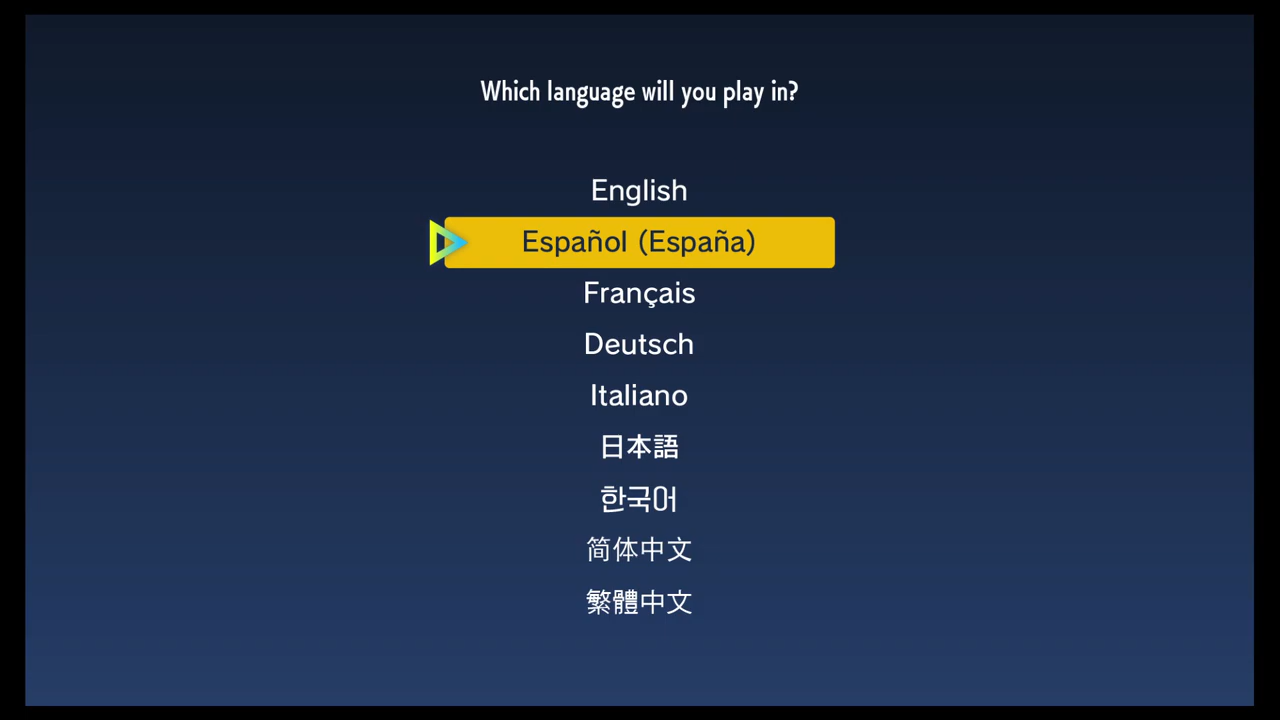 Which language will you play in?
English
Español (España)
Français
Deutsch
Italiano
日本語
한국어
简体中文
繁體中文